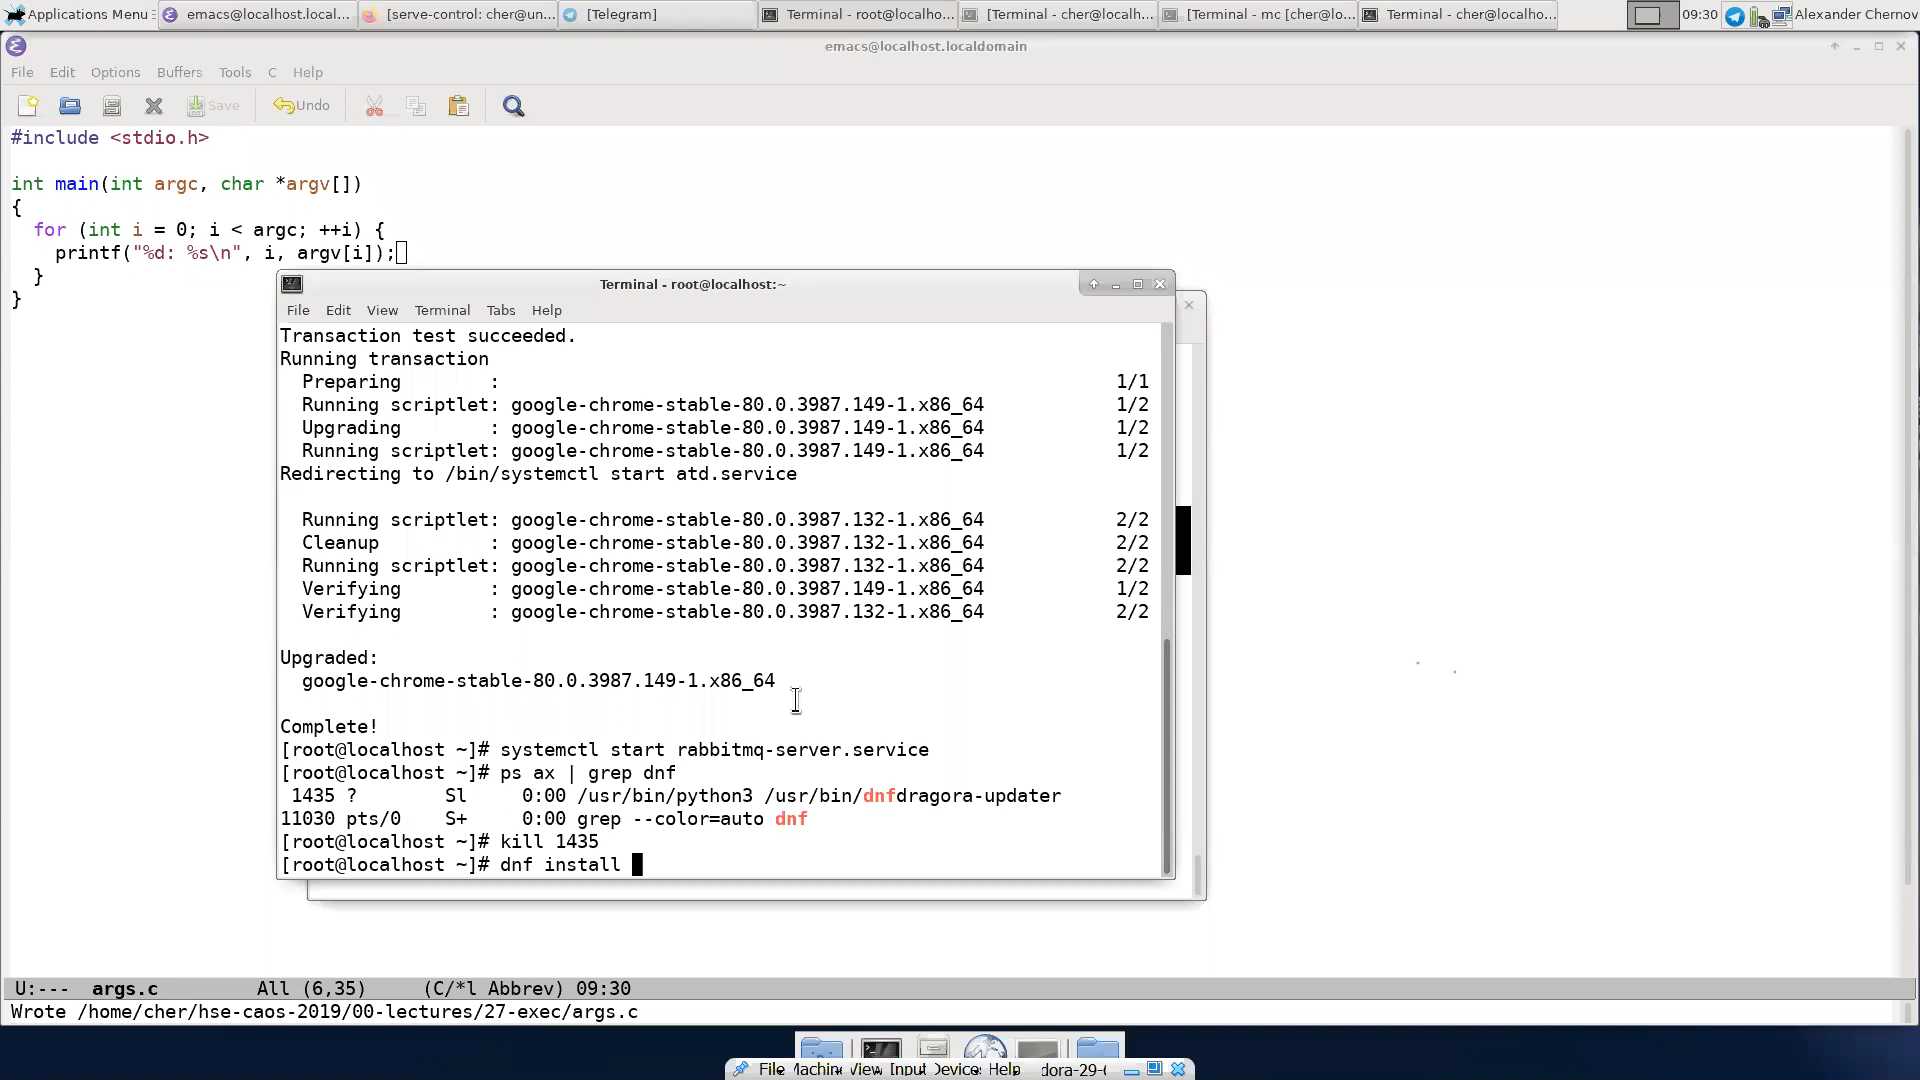 Applications Menu
emacs@localhost.local...
[serve-control: cher@un...
[Telegram]
Terminal - root@localho...
[Terminal - cher@localh...
[Terminal - mc [cher@lo...
Terminal - cher@localho...
09:30
Alexander Chernov
emacs@localhost.localdomain
File Edit Options Buffers Tools C Help
Save Undo
#include <stdio.h>
int main(int argc, char *argv[])
{
for (int i = 0; i < argc; ++i) {
printf("%d: %s\n", i, argv[i]);
}
}
Terminal - root@localhost:~
File Edit View Terminal Tabs Help
Transaction test succeeded.
Running transaction
Preparing : 1/1
Running scriptlet: google-chrome-stable-80.0.3987.149-1.x86_64 1/2
Upgrading : google-chrome-stable-80.0.3987.149-1.x86_64 1/2
Running scriptlet: google-chrome-stable-80.0.3987.149-1.x86_64 1/2
Redirecting to /bin/systemctl start atd.service
Running scriptlet: google-chrome-stable-80.0.3987.132-1.x86_64 2/2
Cleanup : google-chrome-stable-80.0.3987.132-1.x86_64 2/2
Running scriptlet: google-chrome-stable-80.0.3987.132-1.x86_64 2/2
Verifying : google-chrome-stable-80.0.3987.149-1.x86_64 1/2
Verifying : google-chrome-stable-80.0.3987.132-1.x86_64 2/2
Upgraded:
google-chrome-stable-80.0.3987.149-1.x86_64
Complete!
[root@localhost ~]# systemctl start rabbitmq-server.service
[root@localhost ~]# ps ax | grep dnf
1435 ? Sl 0:00 /usr/bin/python3 /usr/bin/dnfdragora-updater
11030 pts/0 S+ 0:00 grep --color=auto dnf
[root@localhost ~]# kill 1435
[root@localhost ~]# dnf install
U:--- args.c All (6,35) (C/*l Abbrev) 09:30
Wrote /home/cher/hse-caos-2019/00-lectures/27-exec/args.c
File Machin View Input Device Help dora-29-